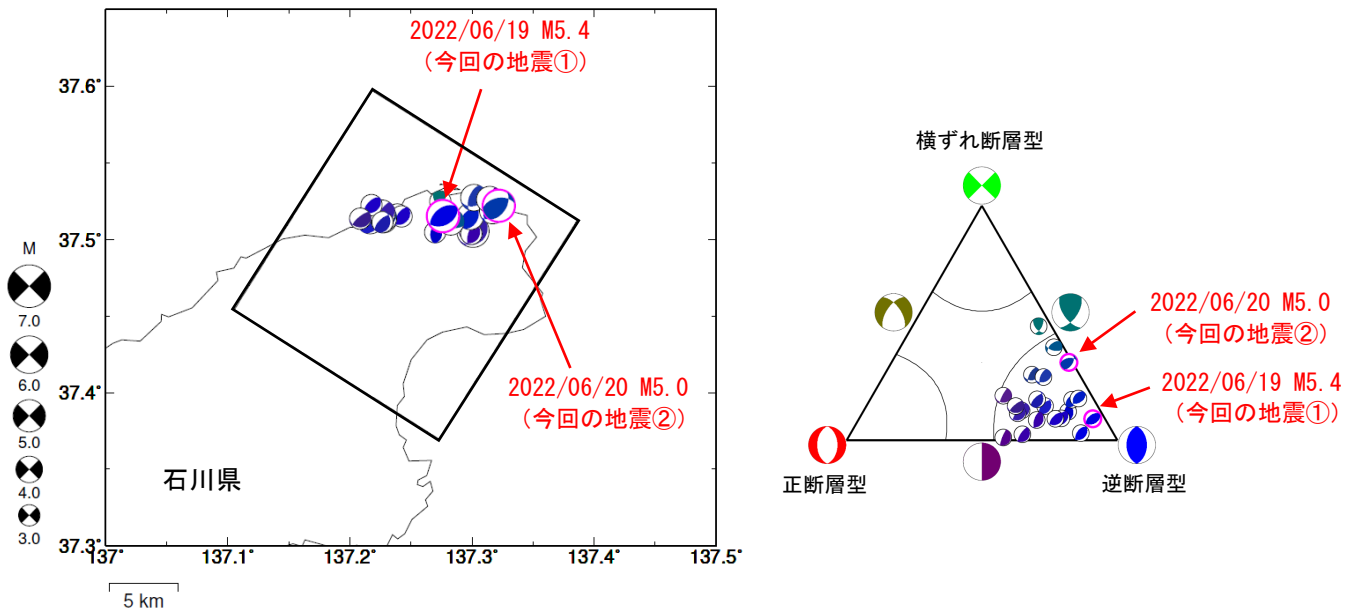 2022/06/19 M5.4
(今回の地震①)
37.6°
37.5°
37.4°
37.3°
137°
137.1°
137.2°
137.3°
137.4°
137.5°
M
7.0
6.0
5.0
4.0
3.0
2022/06/20 M5.0
(今回の地震②)
石川県
5 km
横ずれ断層型
2022/06/20 M5.0
(今回の地震②)
2022/06/19 M5.4
(今回の地震①)
正断層型
逆断層型